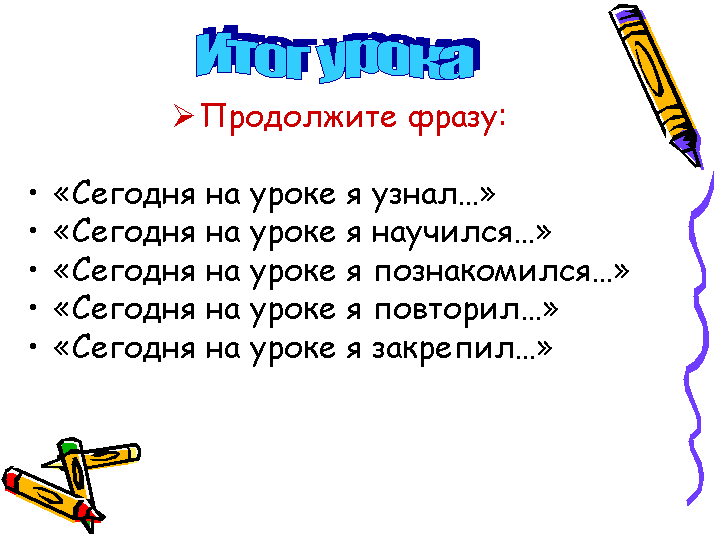 Итог урока
➢ Продолжите фразу:
• «Сегодня на уроке я узнал…»
• «Сегодня на уроке я научился…»
• «Сегодня на уроке я познакомился…»
• «Сегодня на уроке я повторил…»
• «Сегодня на уроке я закрепил…»